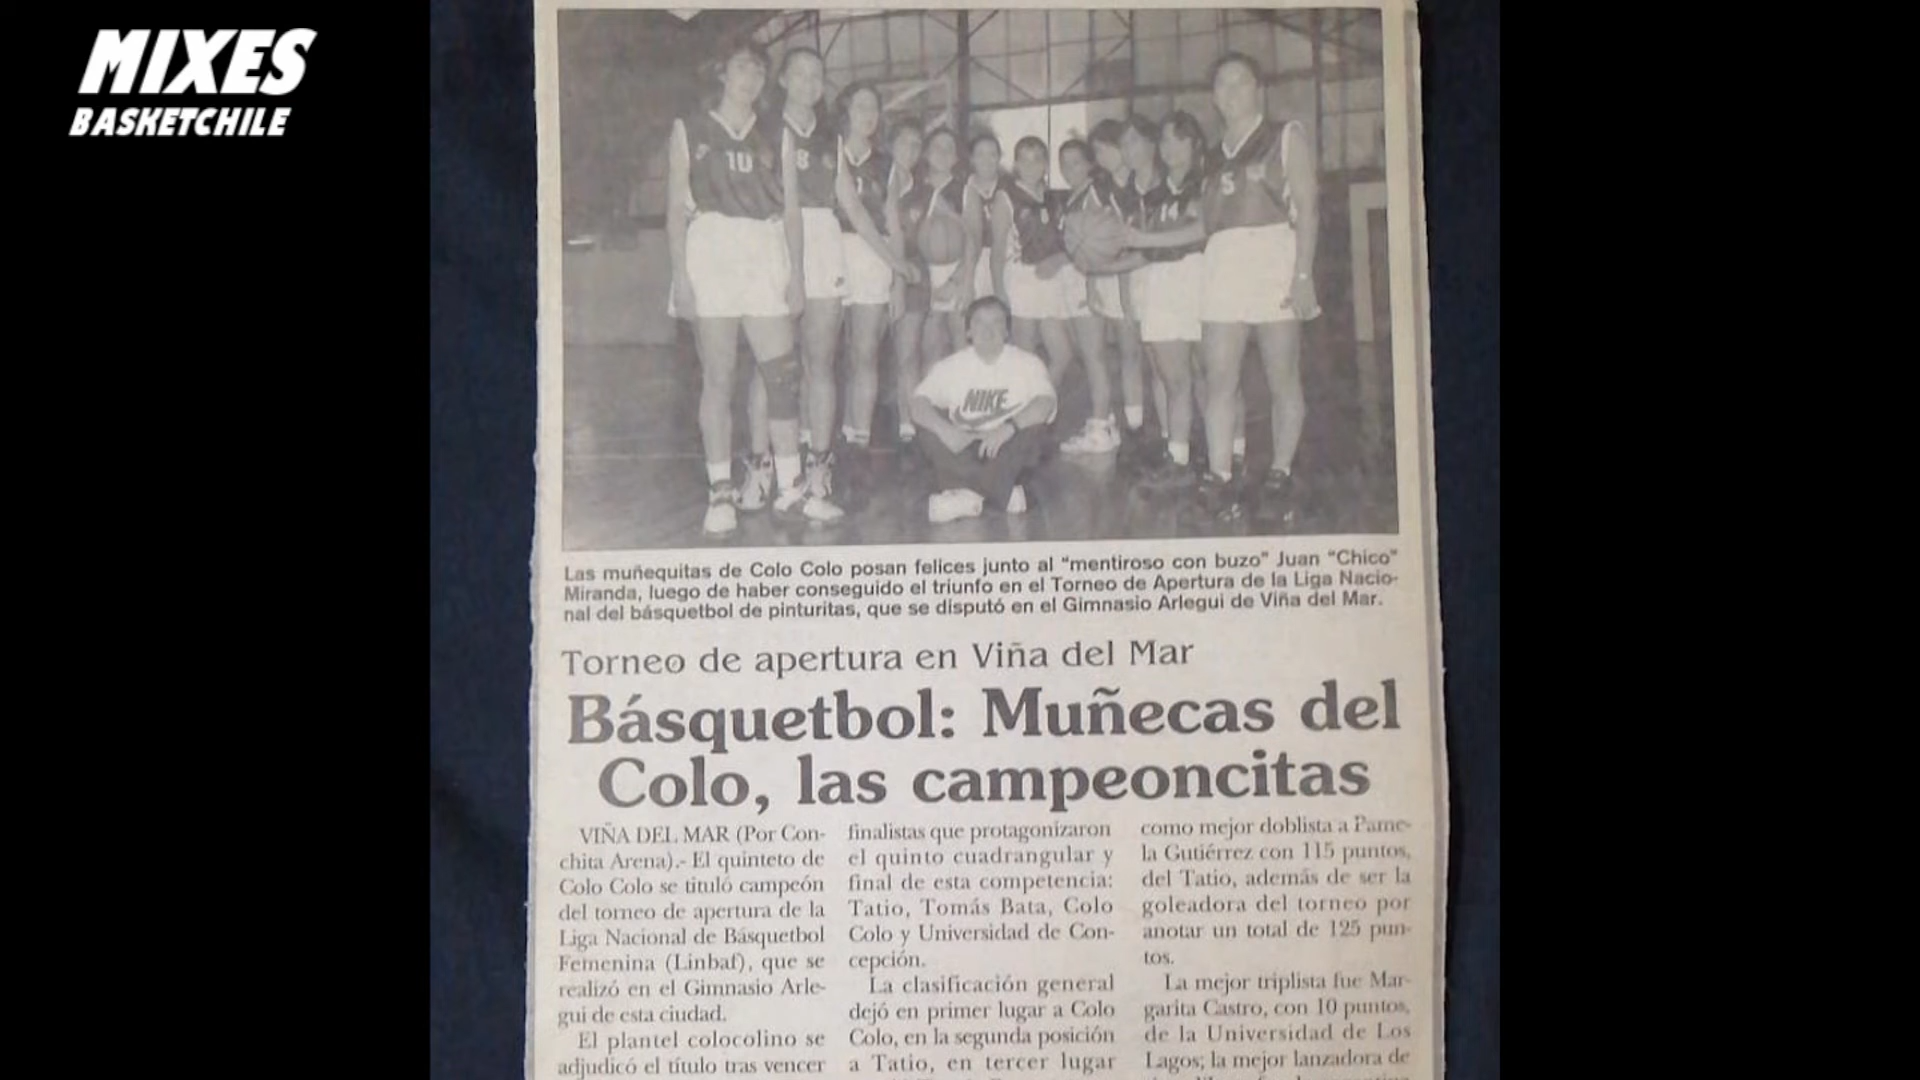 MIXES
BASKETCHILE
10
8
1
8
14
5
NIKE
Las muñequitas de Colo Colo posan felices junto al "mentiroso con buzo" Juan "Chico"
Miranda, luego de haber conseguido el triunfo en el Torneo de Apertura de la Liga Nacio-
nal del básquetbol de pinturitas, que se disputó en el Gimnasio Arlegui de Viña del Mar.
Torneo de apertura en Viña del Mar
Básquetbol: Muñecas del
Colo, las campeoncitas
VIÑA DEL MAR (Por Con-
chita Arena).- El quinteto de
Colo Colo se tituló campeón
del torneo de apertura de la
Liga Nacional de Básquetbol
Femenina (Linbaf), que se
realizó en el Gimnasio Arle-
gui de esta ciudad.
El plantel colocolino se
adjudicó el título tras vencer
finalistas que protagonizaron
el quinto cuadrangular y
final de esta competencia:
Tatio, Tomás Bata, Colo
Colo y Universidad de Con-
cepción.
La clasificación general
dejó en primer lugar a Colo
Colo, en la segunda posición
a Tatio, en tercer lugar
como mejor doblista a Pame-
la Gutiérrez con 115 puntos,
del Tatio, además de ser la
goleadora del torneo por
anotar un total de 125 pun-
tos.
La mejor triplista fue Mar-
garita Castro, con 10 puntos,
de la Universidad de Los
Lagos; la mejor lanzadora de